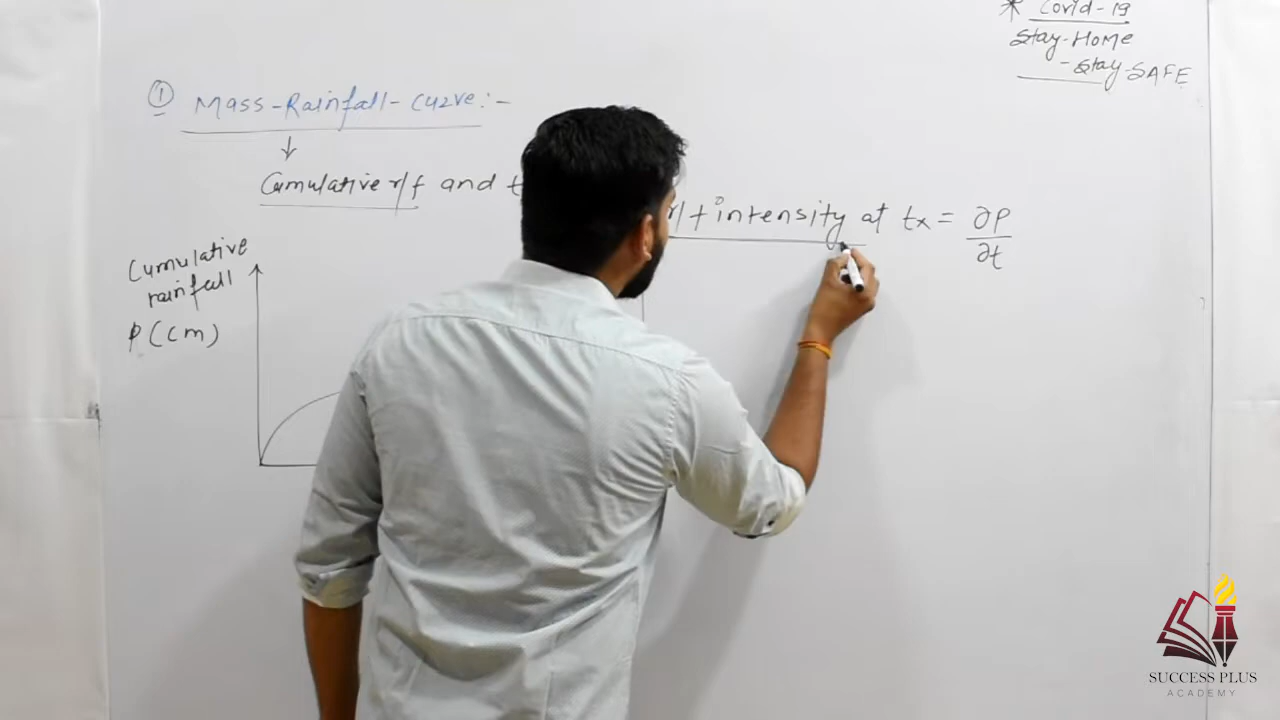 * Covid-19
Stay-Home
- Stay-SAFE
① Mass-Rainfall-Curve:-
Cumulative r/f and t
r/f intensity at tx = ∂P/∂t
Cumulative
rainfall
P(cm)
SUCCESS PLUS
ACADEMY